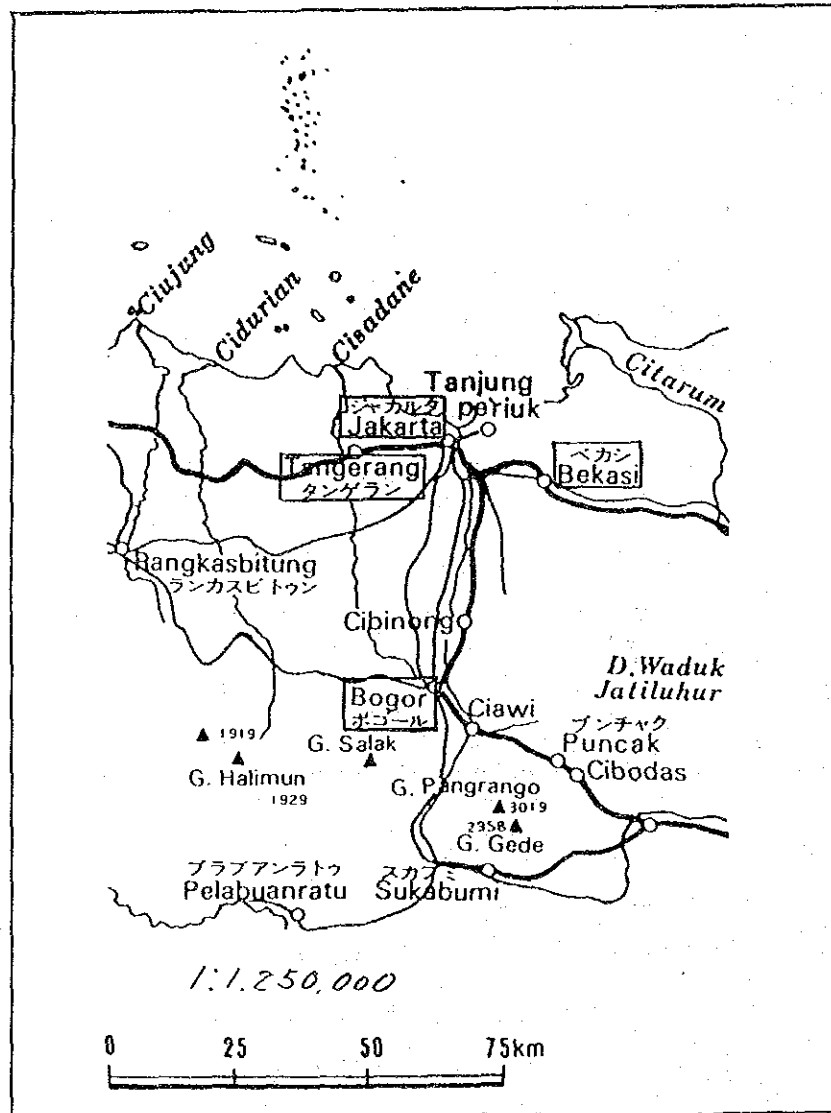 Ciujung
Cidurian
Cisadane
Citarum
Tanjung
periuk
ジャカルタ
Jakarta
Tangerang
タンゲラン
ベカシ
Bekasi
Rangkasbitung
ランカスビトゥン
Cibinong
D.Waduk
Jatiluhur
Bogor
ボゴール
Ciawi
プンチャク
Puncak
Cibodas
1919
G. Halimun
1929
G. Salak
G. Pangrango
3019
2958
G. Gede
プラブアンラトゥ
Pelabuanratu
スカブミ
Sukabumi
1:1.250,000
0 25 50 75km